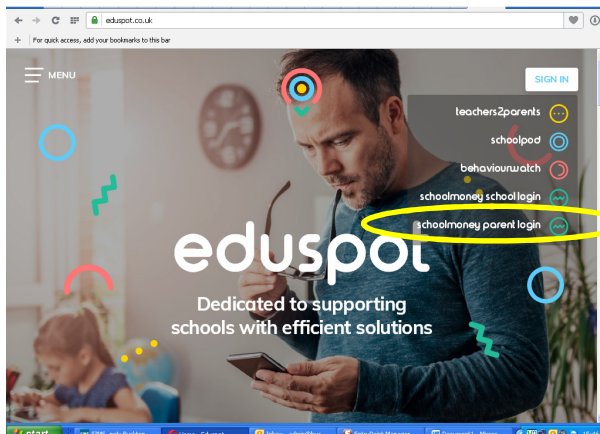 eduspot.co.uk
For quick access, add your bookmarks to this bar
MENU
SIGN IN
teachers2parents
schoolpod
behaviourwatch
schoolmoney school login
schoolmoney parent login
eduspot
Dedicated to supporting
schools with efficient solutions
start